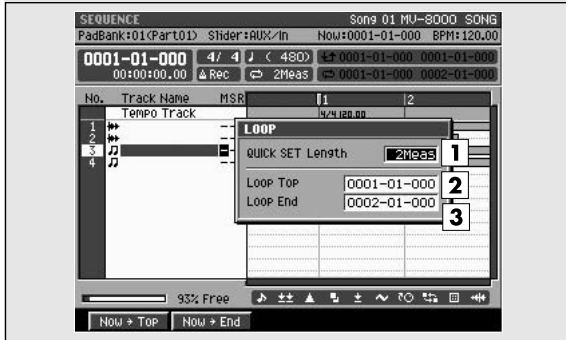 SEQUENCE Song 01 MV-8000 SONG
PadBank:01(Part01) Slider:AUX/In Now:0001-01-000 BPM:120.00
0001-01-000 4/ 4 ♩ ( 480) 0001-01-000 0001-01-000
00:00:00.00 Rec 2Meas 0001-01-000 0002-01-000
No. Track Name MSR 1 2
Tempo Track 4/4 120.00
1
2
3
4
LOOP
QUICK SET Length 2Meas 1
Loop Top 0001-01-000 2
Loop End 0002-01-000 3
93% Free
Now → Top Now → End